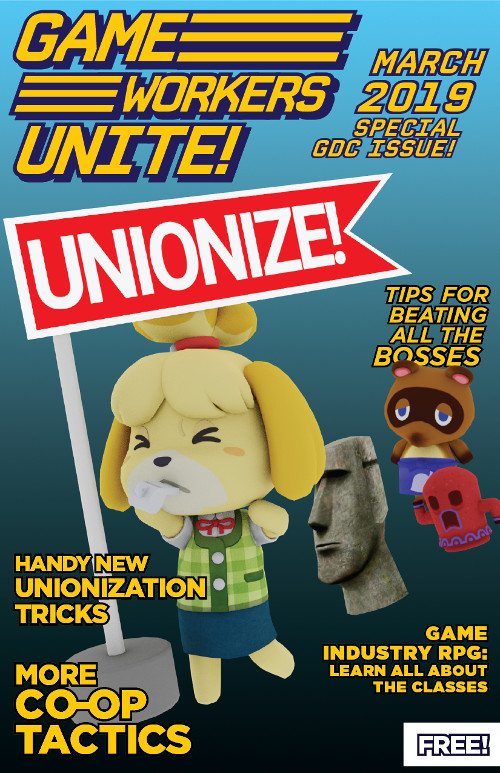 GAME
WORKERS
UNITE!
MARCH
2019
SPECIAL
GDC ISSUE!
UNIONIZE!
TIPS FOR
BEATING
ALL THE
BOSSES
HANDY NEW
UNIONIZATION
TRICKS
MORE
CO-OP
TACTICS
GAME
INDUSTRY RPG:
LEARN ALL ABOUT
THE CLASSES
FREE!